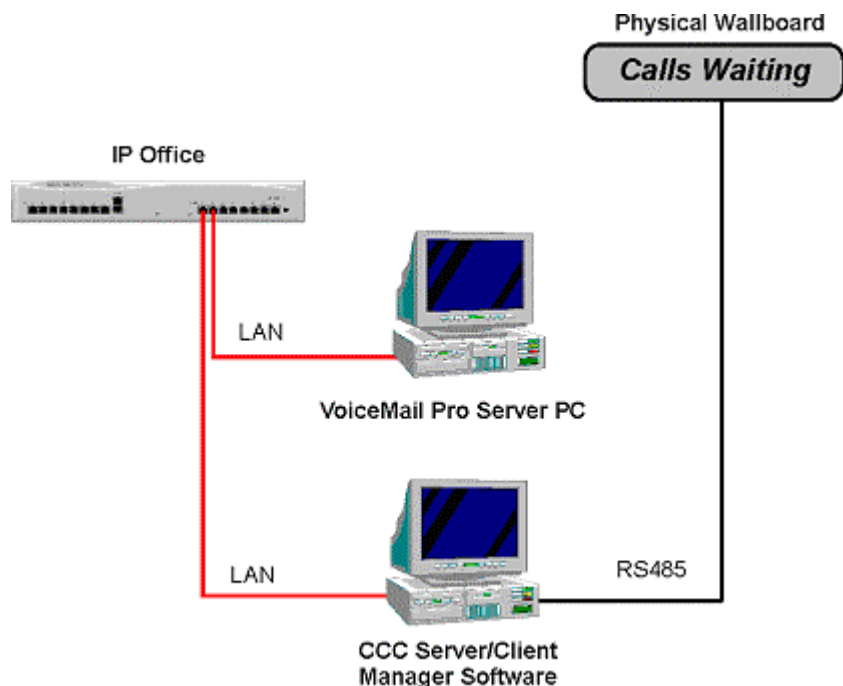 Physical Wallboard
Calls Waiting
IP Office
LAN
VoiceMail Pro Server PC
LAN
RS485
CCC Server/Client
Manager Software